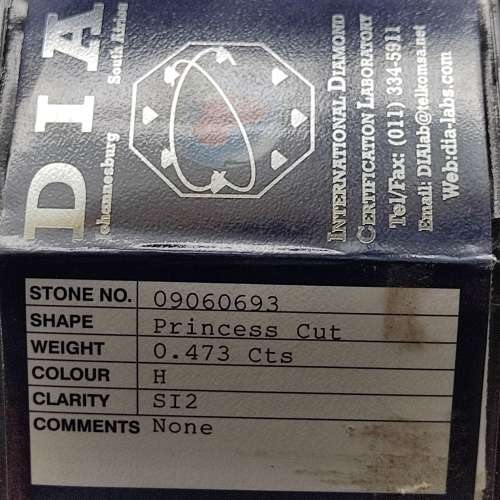 DIA
Johannesburg South Africa
INTERNATIONAL DIAMOND
CERTIFICATION LABORATORY
Tel/Fax: (011) 334-5911
Email: DIAlab@telkomsa.net
Web:dia-labs.com
STONE NO. 09060693
SHAPE Princess Cut
WEIGHT 0.473 Cts
COLOUR H
CLARITY SI2
COMMENTS None